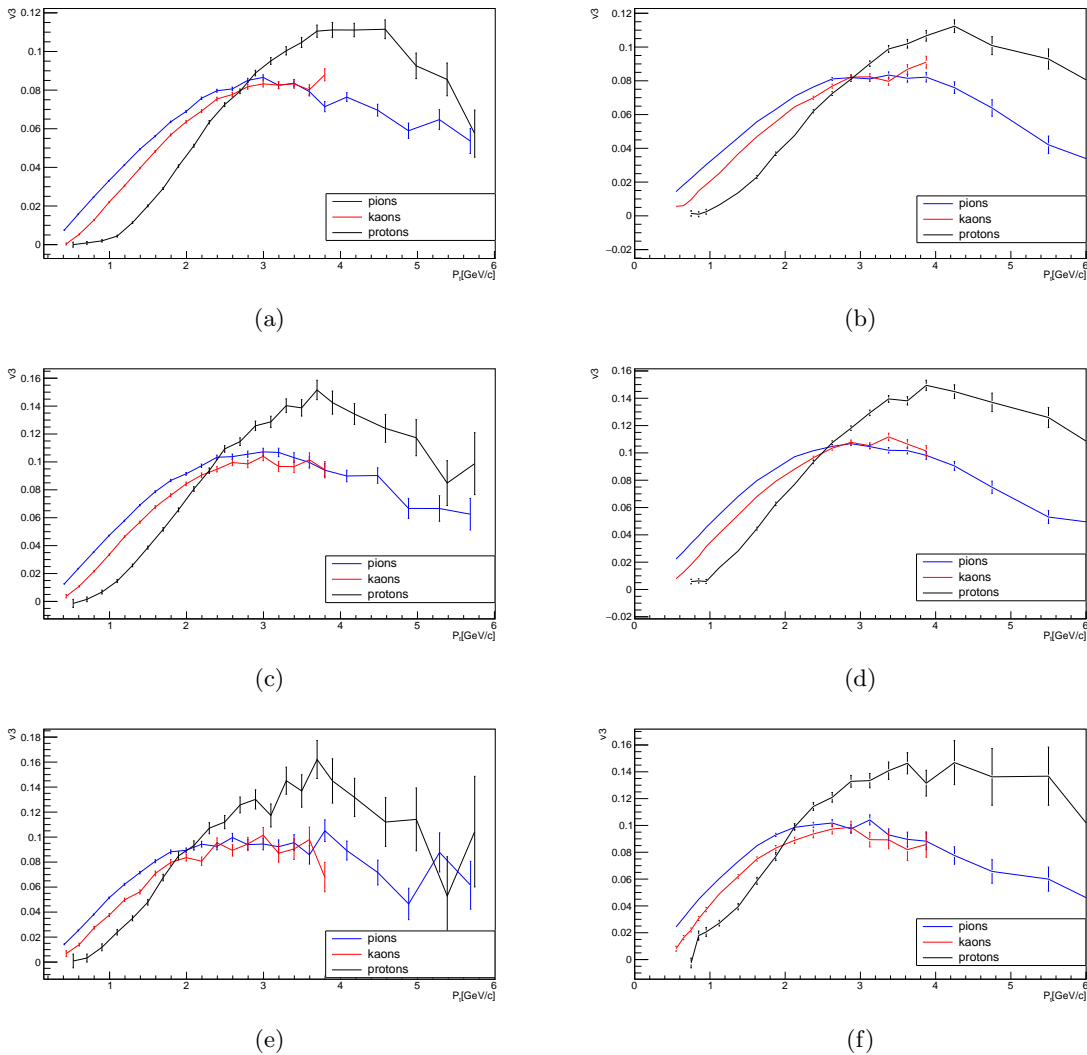 v3
0.12
0.1
0.08
0.06
0.04
0.02
0
pions
kaons
protons
1 2 3 4 5 6
Pt[GeV/c]
(a)
v3
0.12
0.1
0.08
0.06
0.04
0.02
0
−0.02
pions
kaons
protons
0 1 2 3 4 5 6
Pt[GeV/c]
(b)
v3
0.16
0.14
0.12
0.1
0.08
0.06
0.04
0.02
0
pions
kaons
protons
1 2 3 4 5 6
Pt[GeV/c]
(c)
v3
0.16
0.14
0.12
0.1
0.08
0.06
0.04
0.02
0
−0.02
pions
kaons
protons
0 1 2 3 4 5 6
Pt[GeV/c]
(d)
v3
0.18
0.16
0.14
0.12
0.1
0.08
0.06
0.04
0.02
0
pions
kaons
protons
1 2 3 4 5 6
Pt[GeV/c]
(e)
v3
0.16
0.14
0.12
0.1
0.08
0.06
0.04
0.02
0
pions
kaons
protons
0 1 2 3 4 5 6
Pt[GeV/c]
(f)